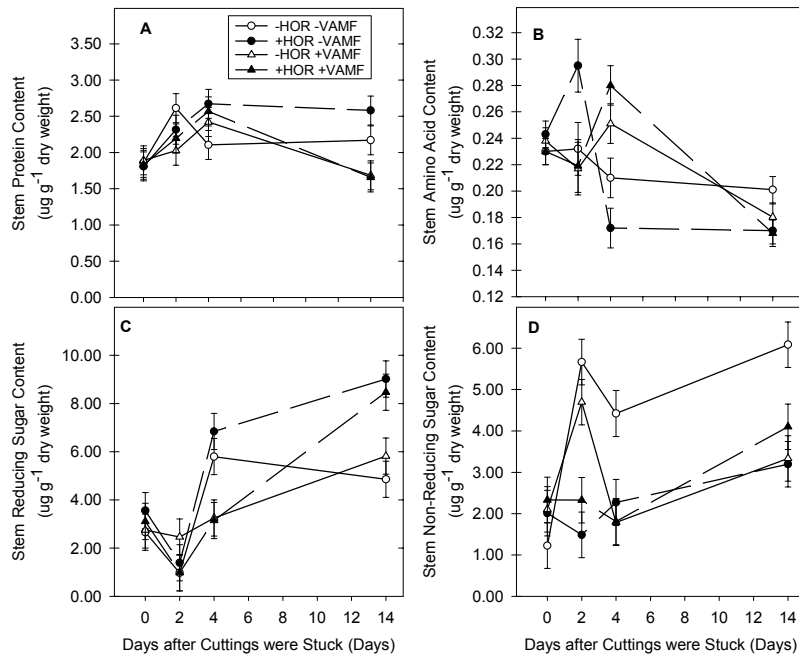 A
-HOR -VAMF
+HOR -VAMF
-HOR +VAMF
+HOR +VAMF
Stem Protein Content
(ug g-1 dry weight)
3.50
3.00
2.50
2.00
1.50
1.00
0.50
0.00
B
Stem Amino Acid Content
(ug g-1 dry weight)
0.32
0.30
0.28
0.26
0.24
0.22
0.20
0.18
0.16
0.14
0.12
C
Stem Reducing Sugar Content
(ug g-1 dry weight)
10.00
8.00
6.00
4.00
2.00
0.00
0 2 4 6 8 10 12 14
Days after Cuttings were Stuck (Days)
D
Stem Non-Reducing Sugar Content
(ug g-1 dry weight)
6.00
5.00
4.00
3.00
2.00
1.00
0.00
0 2 4 6 8 10 12 14
Days after Cuttings were Stuck (Days)